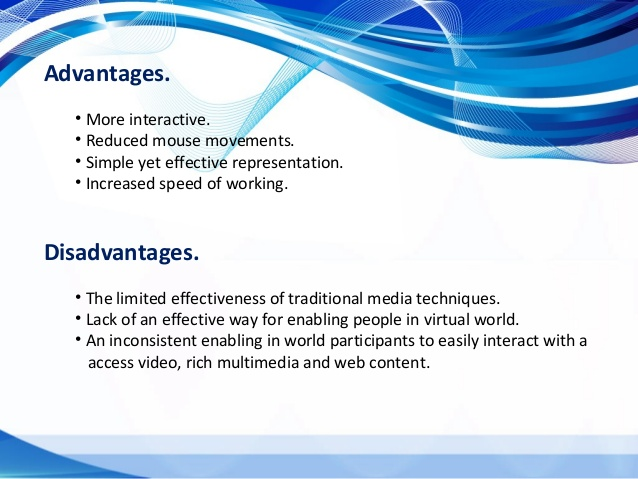 Advantages.
• More interactive.
• Reduced mouse movements.
• Simple yet effective representation.
• Increased speed of working.
Disadvantages.
• The limited effectiveness of traditional media techniques.
• Lack of an effective way for enabling people in virtual world.
• An inconsistent enabling in world participants to easily interact with a
access video, rich multimedia and web content.